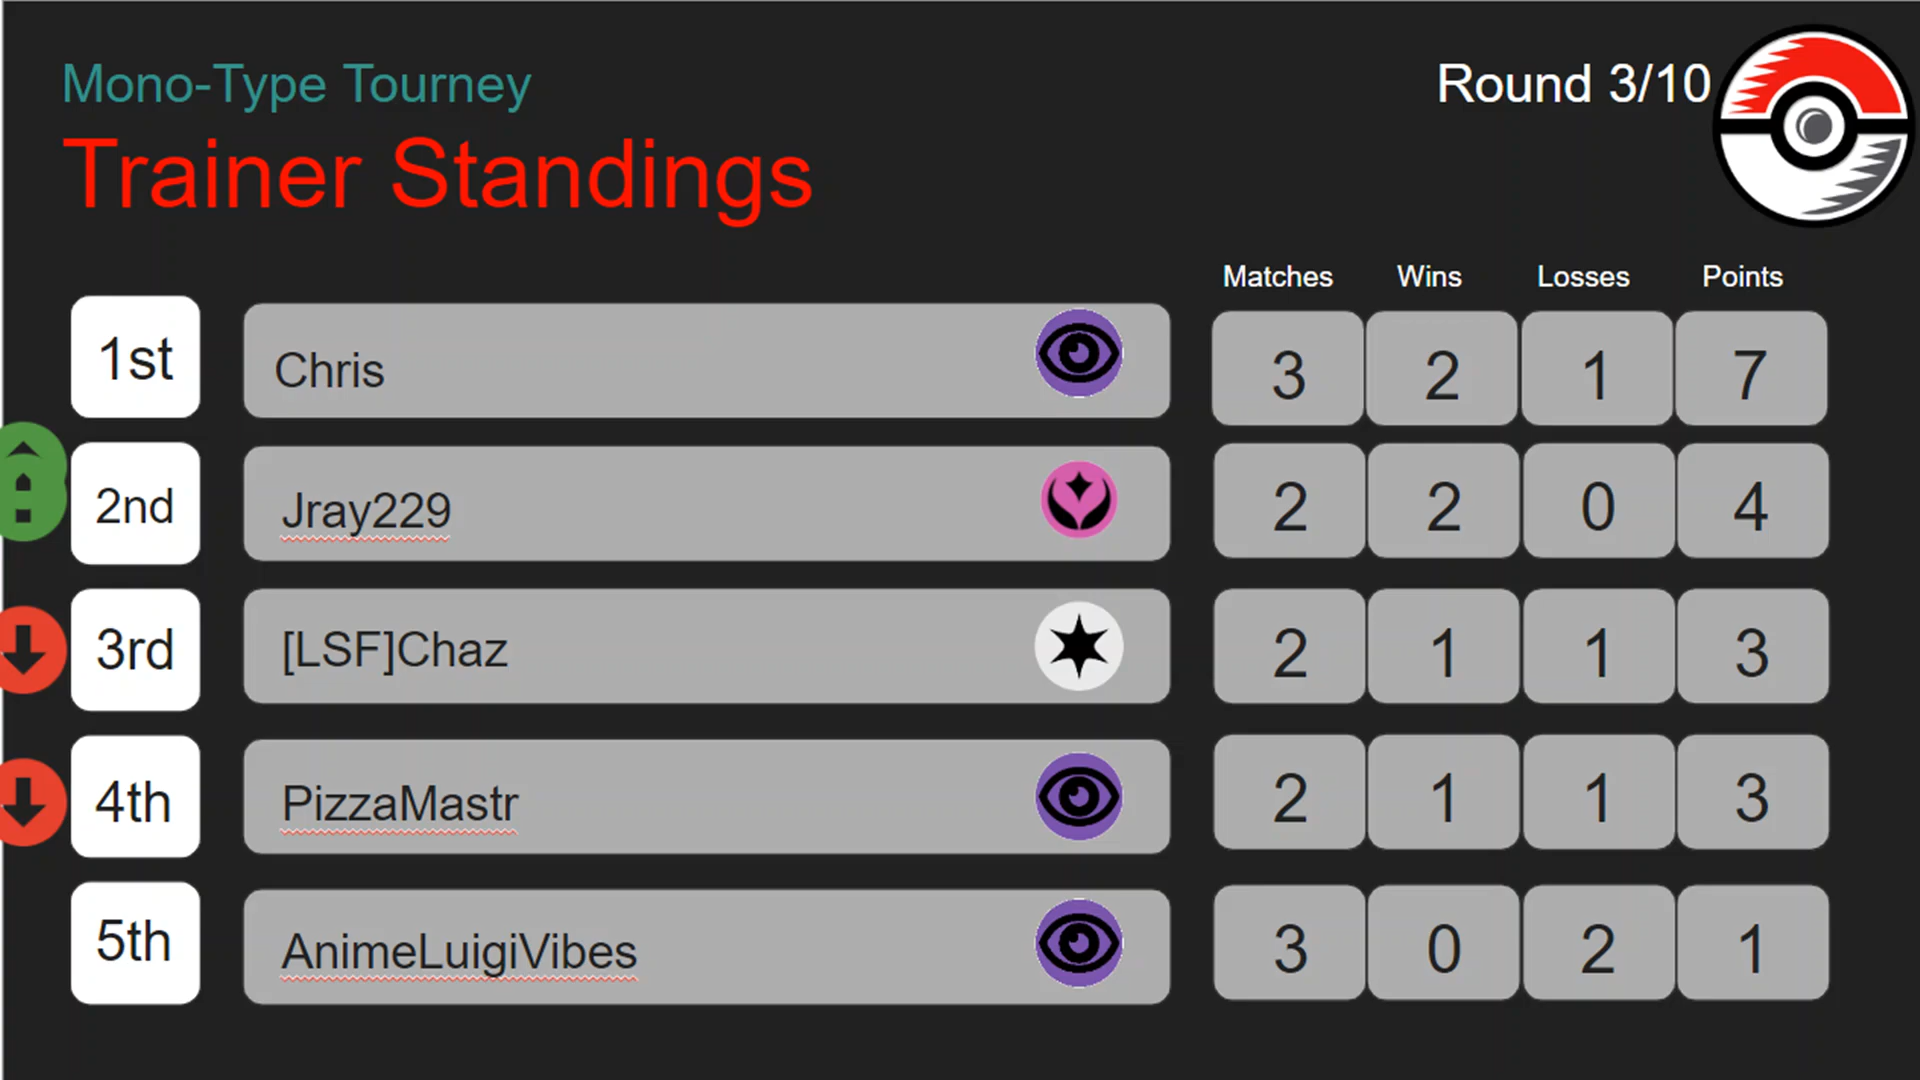 Mono-Type Tourney
Round 3/10
Trainer Standings
Matches Wins Losses Points
1st Chris 3 2 1 7
2nd Jray229 2 2 0 4
3rd [LSF]Chaz 2 1 1 3
4th PizzaMastr 2 1 1 3
5th AnimeLuigiVibes 3 0 2 1